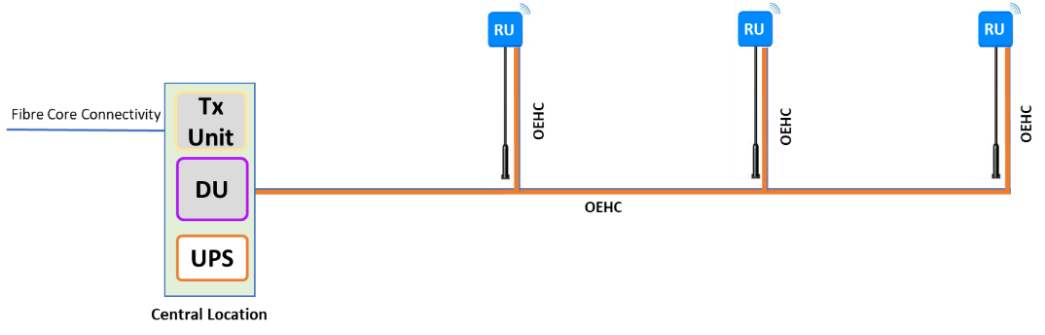 RU
RU
RU
Fibre Core Connectivity
Tx
Unit
OEHC
OEHC
OEHC
DU
OEHC
UPS
Central Location